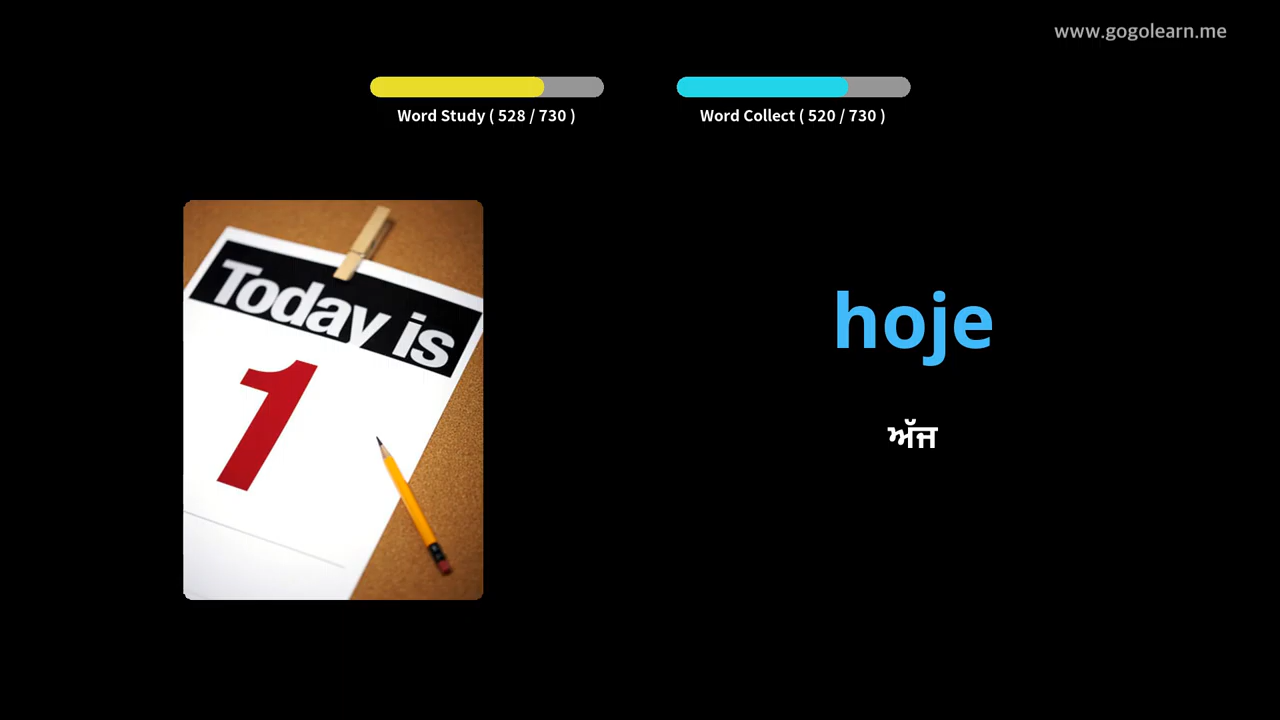 www.gogolearn.me
Word Study ( 528 / 730 )
Word Collect ( 520 / 730 )
Today is
1
hoje
ਅੱਜ